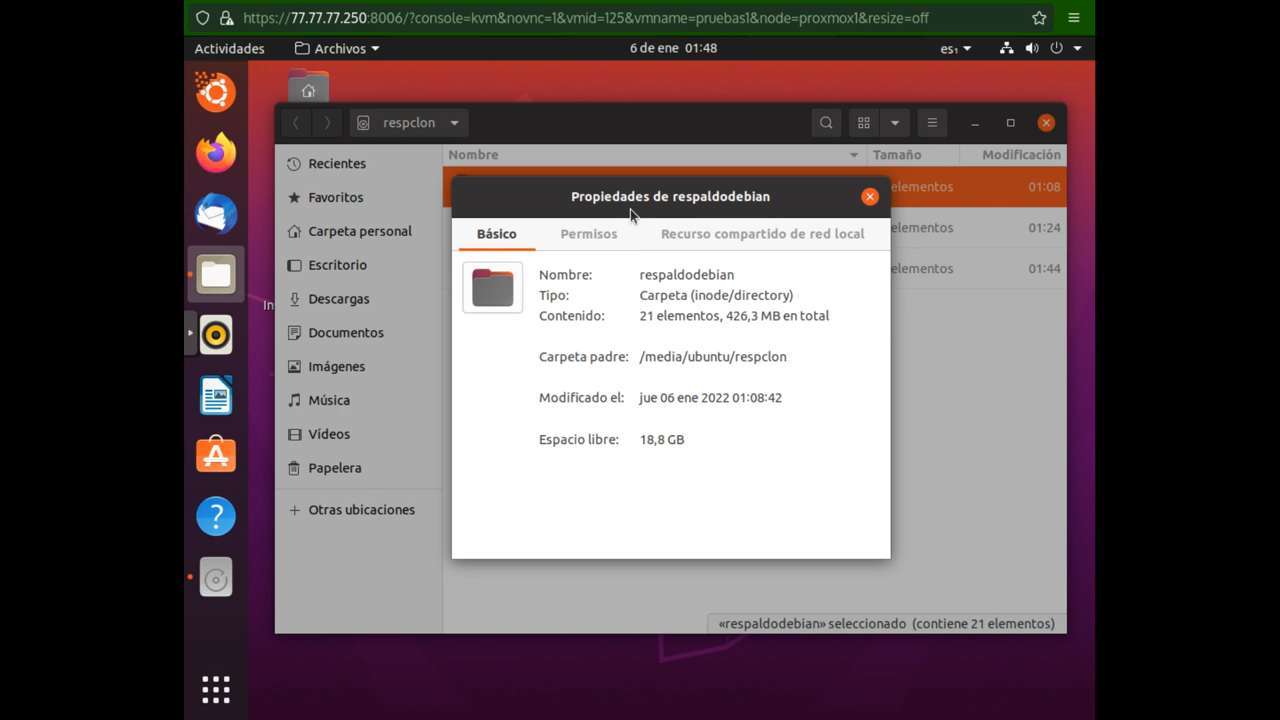 https://77.77.77.250:8006/?console=kvm&novnc=1&vmid=125&vmname=pruebas1&node=proxmox1&resize=off
Actividades
Archivos
6 de ene 01:48
es₁
respclon
Nombre
Tamaño
Modificación
Recientes
Favoritos
Carpeta personal
Escritorio
Descargas
Documentos
Imágenes
Música
Vídeos
Papelera
Otras ubicaciones
elementos 01:08
elementos 01:24
elementos 01:44
Propiedades de respaldodebian
Básico
Permisos
Recurso compartido de red local
Nombre: respaldodebian
Tipo: Carpeta (inode/directory)
Contenido: 21 elementos, 426,3 MB en total
Carpeta padre: /media/ubuntu/respclon
Modificado el: jue 06 ene 2022 01:08:42
Espacio libre: 18,8 GB
«respaldodebian» seleccionado (contiene 21 elementos)